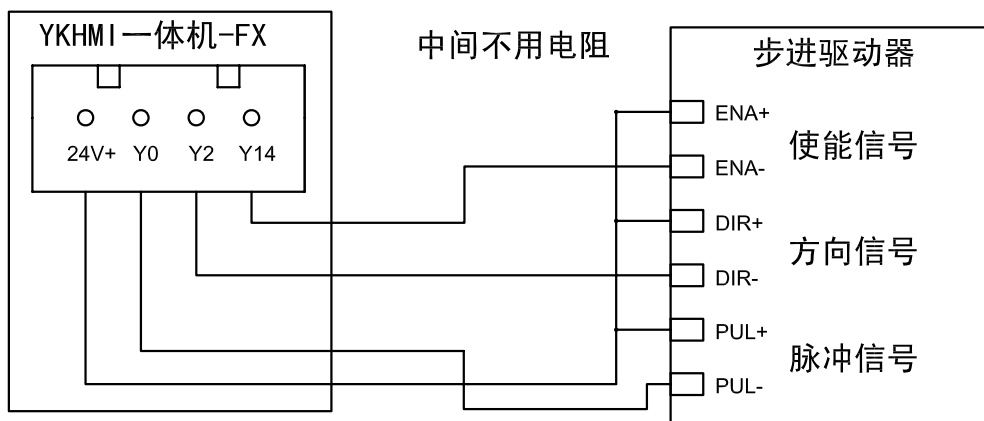 YKHMI一体机-FX
24V+ Y0 Y2 Y14
中间不用电阻
步进驱动器
ENA+
使能信号
ENA-
DIR+
方向信号
DIR-
PUL+
脉冲信号
PUL-